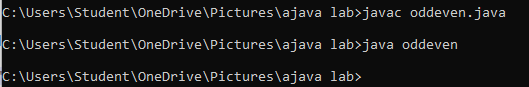 C:\Users\Student\OneDrive\Pictures\ajava lab>javac oddeven.java
C:\Users\Student\OneDrive\Pictures\ajava lab>java oddeven
C:\Users\Student\OneDrive\Pictures\ajava lab>